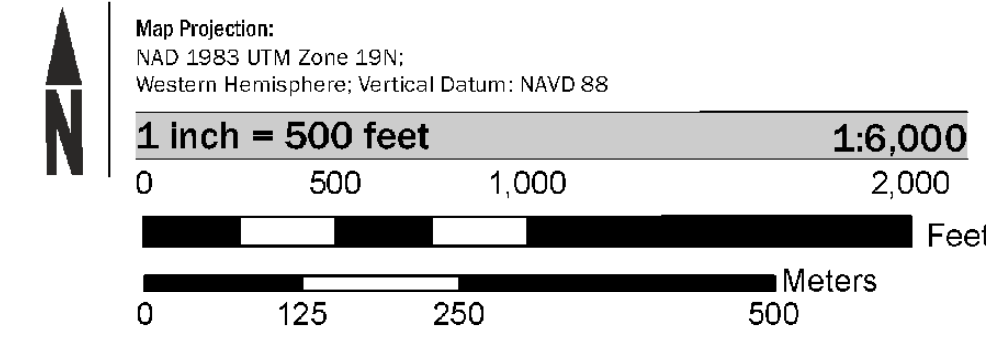 N
Map Projection:
NAD 1983 UTM Zone 19N;
Western Hemisphere; Vertical Datum: NAVD 88
1 inch = 500 feet 1:6,000
0 500 1,000 2,000
Feet
Meters
0 125 250 500